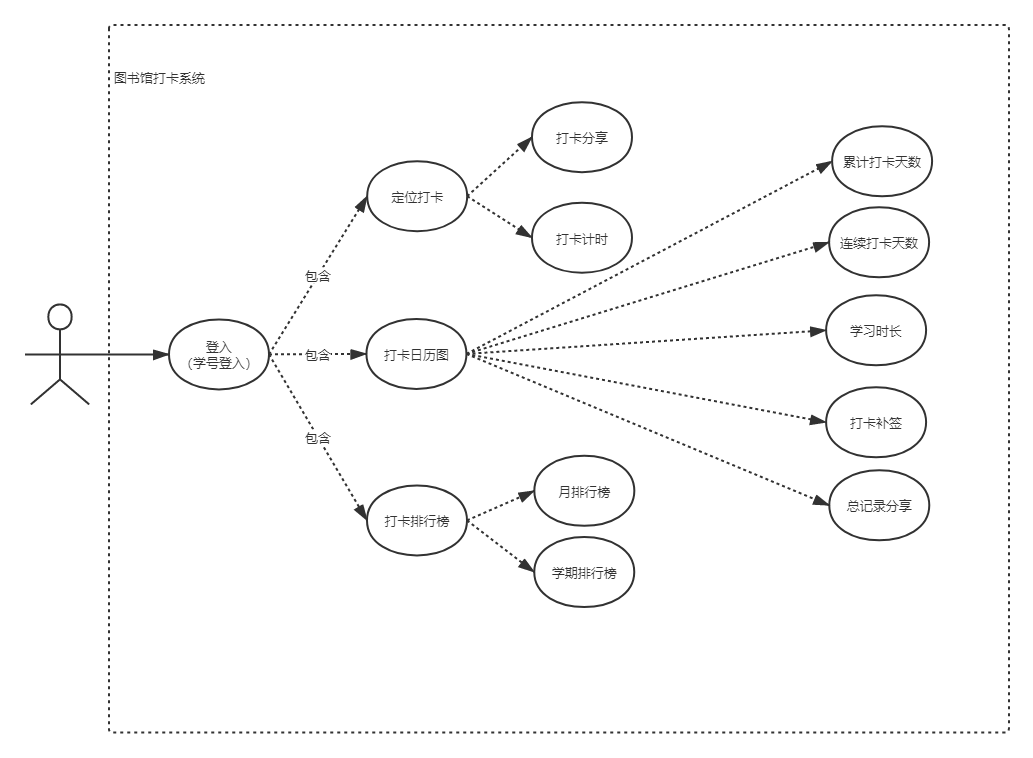 图书馆打卡系统
打卡分享
累计打卡天数
定位打卡
打卡计时
连续打卡天数
包含
学习时长
登入
（学号登入）
包含
打卡日历图
打卡补签
包含
月排行榜
总记录分享
打卡排行榜
学期排行榜